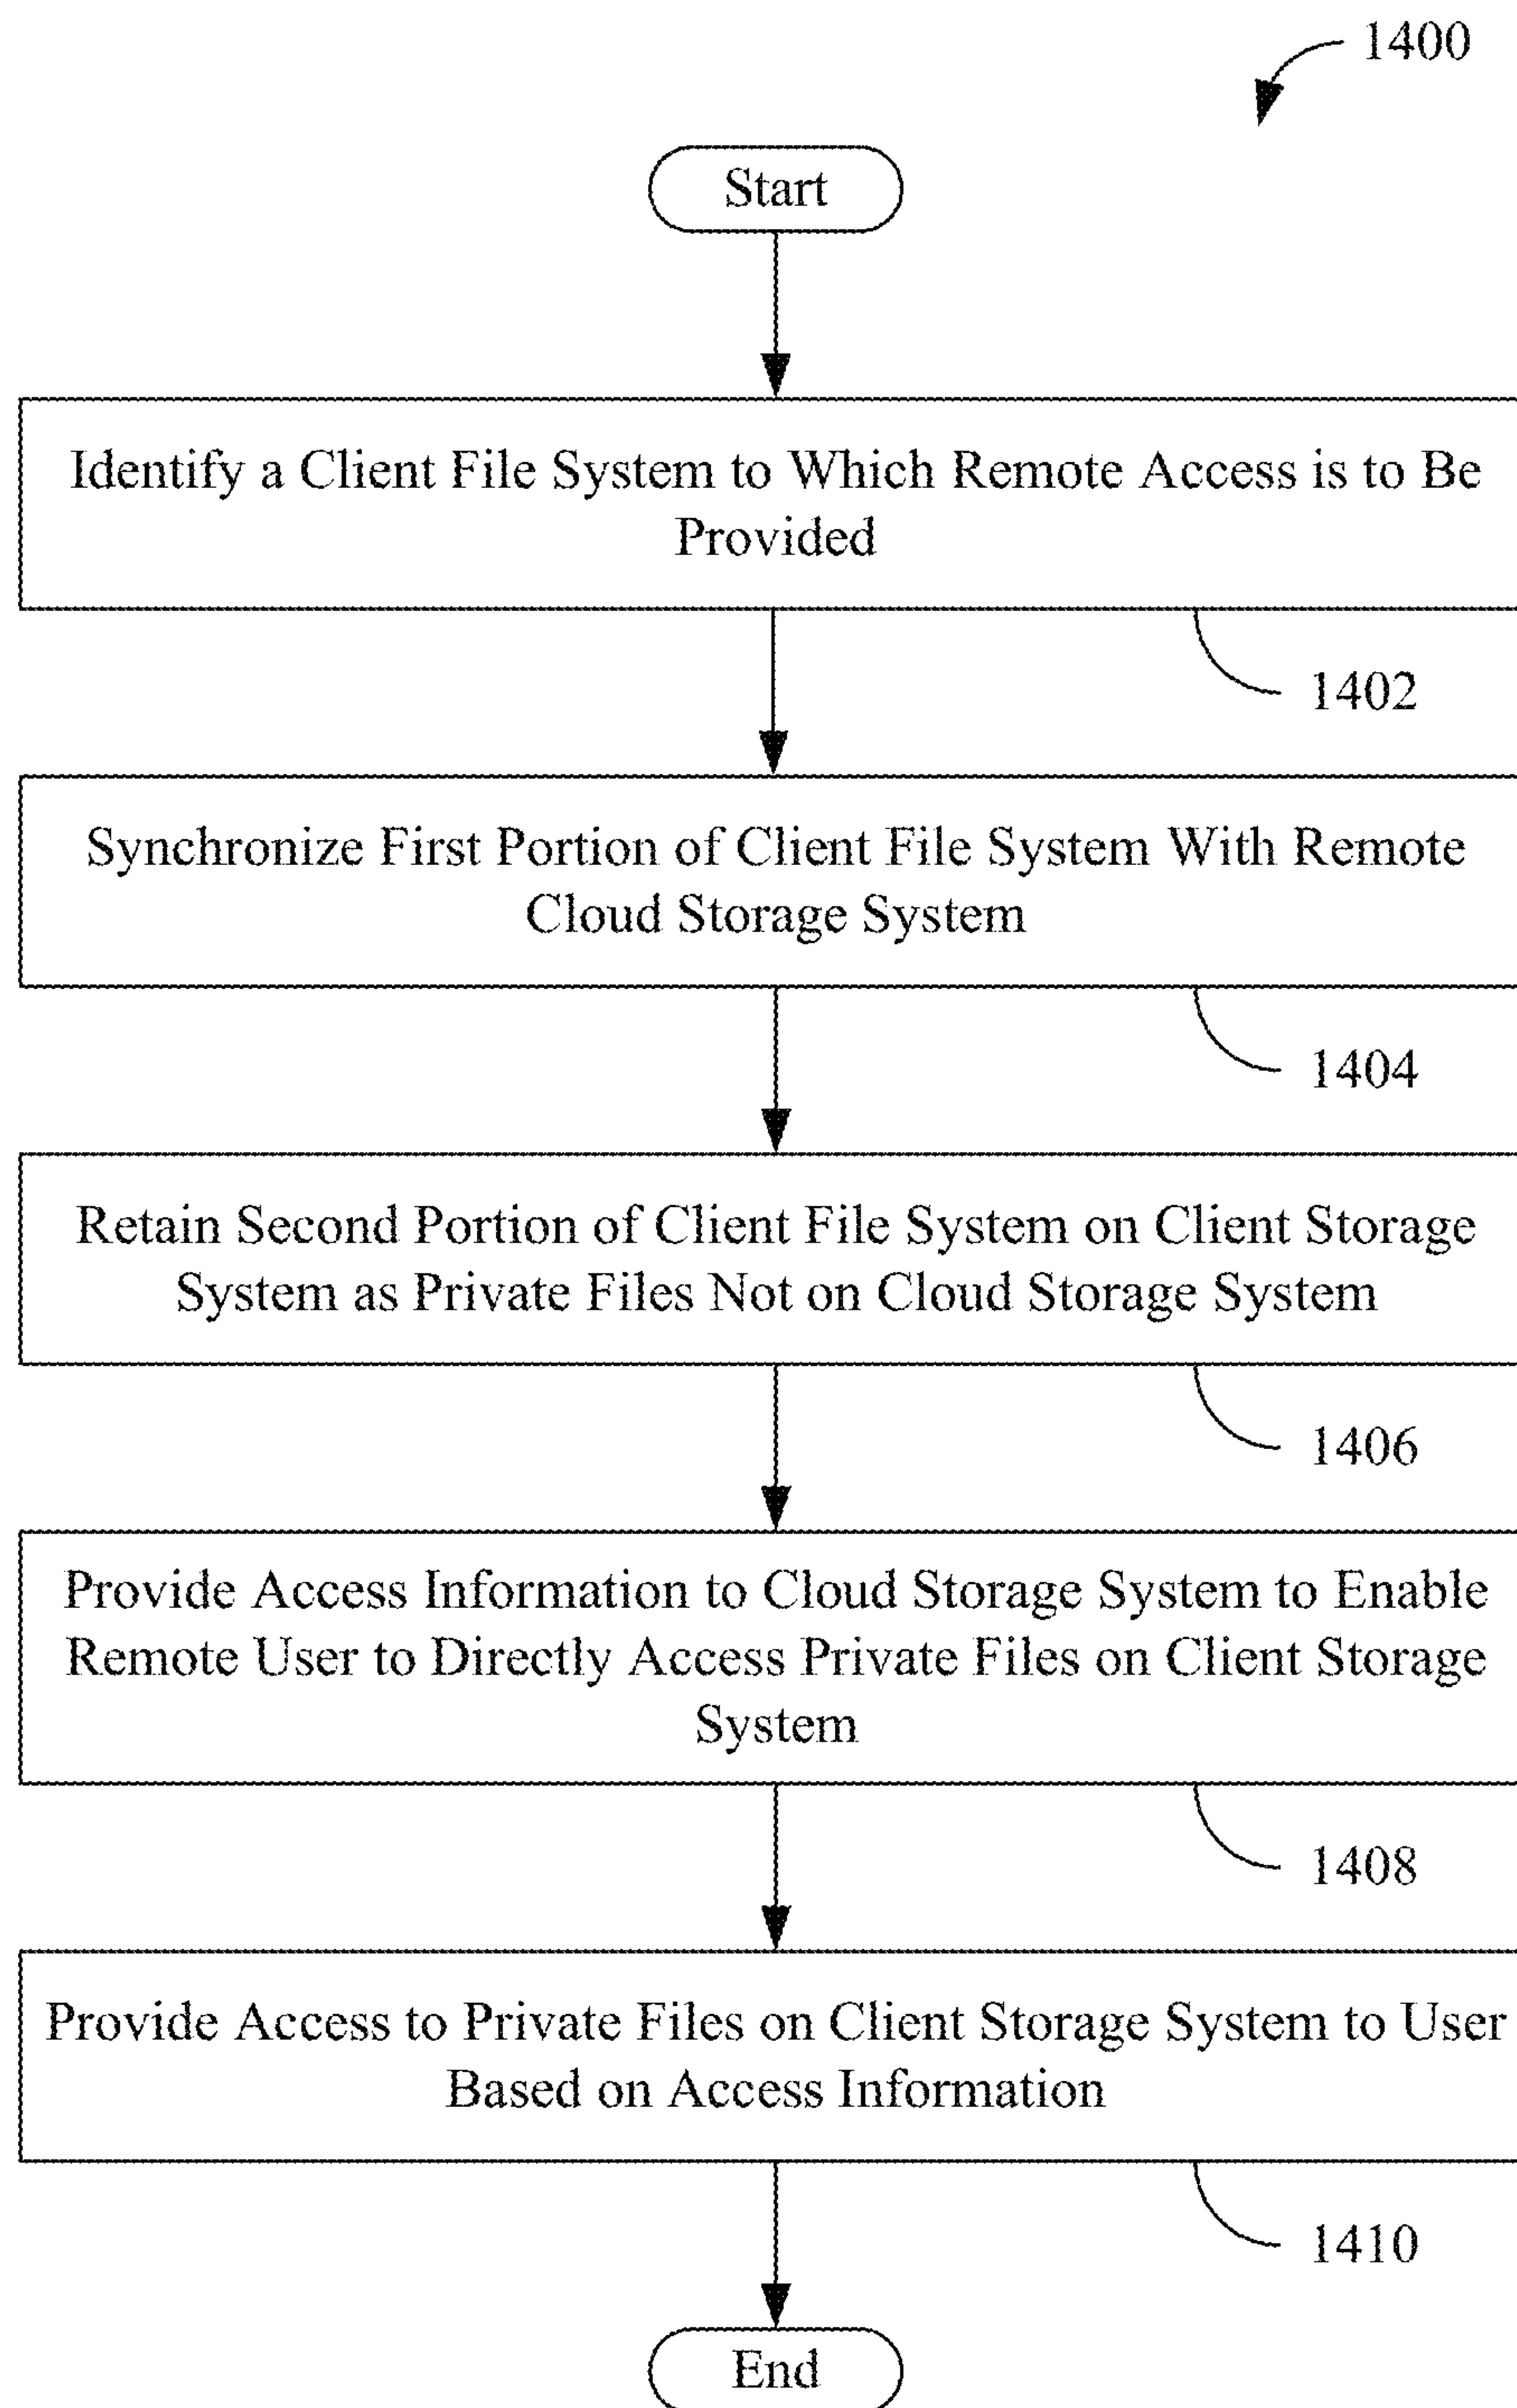 1400
Start
Identify a Client File System to Which Remote Access is to Be
Provided
1402
Synchronize First Portion of Client File System With Remote
Cloud Storage System
1404
Retain Second Portion of Client File System on Client Storage
System as Private Files Not on Cloud Storage System
1406
Provide Access Information to Cloud Storage System to Enable
Remote User to Directly Access Private Files on Client Storage
System
1408
Provide Access to Private Files on Client Storage System to User
Based on Access Information
1410
End